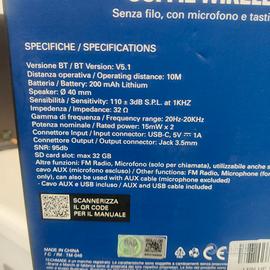 Senza filo, con microfono e tasti
SPECIFICHE / SPECIFICATIONS
Versione BT / BT Version: V5.1
Distanza operativa / Operating distance: 10M
Batteria / Battery: 200 mAh Lithium
Speaker: Ø 40 mm
Sensibilità / Sensitivity: 110 ± 3dB S.P.L. at 1KHZ
Impedenza / Impedance: 32 Ω
Gamma di frequenza / Frequency range: 20Hz-20KHz
Potenza nominale / Rated power: 15mW x 2
Connettore Input / Input connector: USB-C, 5V ⎓ 1A
Connettore Output / Output connector: Jack 3.5mm
SNR: 95db
SD card slot: max 32 GB
Altre funzioni: FM Radio, Microfono (solo per chiamata), utilizzabile anche
cavo AUX (microfono escluso) / Other functions: FM Radio, Microphone
call), can also be used with AUX cable (microphone excluded)
- Cavo AUX e USB inclusi / AUX and USB cable included
SCANNERIZZA
IL QR CODE
PER IL MANUALE
MADE IN CHINA
F.C. / IM.: TM-046